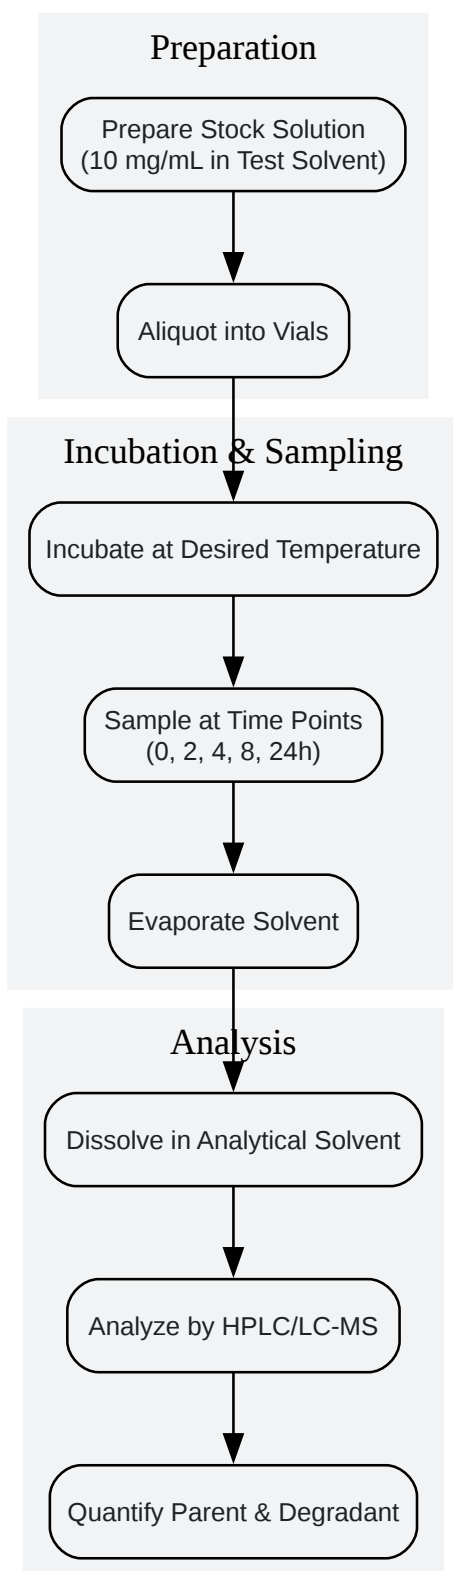 Preparation
Prepare Stock Solution
(10 mg/mL in Test Solvent)
Aliquot into Vials
Incubation & Sampling
Incubate at Desired Temperature
Sample at Time Points
(0, 2, 4, 8, 24h)
Evaporate Solvent
Analysis
Dissolve in Analytical Solvent
Analyze by HPLC/LC-MS
Quantify Parent & Degradant